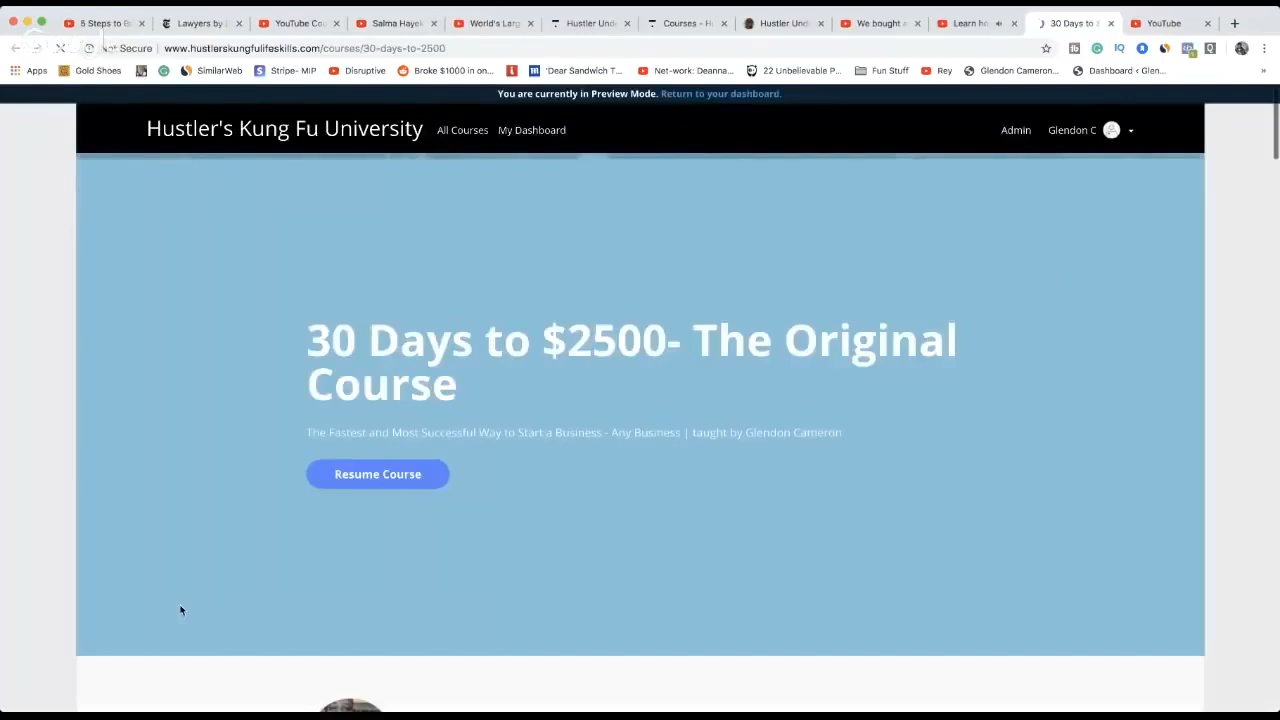 6 Steps to B
Lawyers by L
YouTube Cou
Salma Hayek
World's Larg
Hustler Unde
Courses - Hu
Hustler Und
We bought a
Learn ho
30 Days to $
YouTube
Not Secure | www.hustlerskungfulifeskills.com/courses/30-days-to-2500
Apps
Gold Shoes
SimilarWeb
Stripe- MIP
Disruptive
Broke $1000 in on...
'Dear Sandwich T...
Net-work: Deanna...
22 Unbelievable P...
Fun Stuff
Rey
Glendon Cameron...
Dashboard ‹ Glen...
»
You are currently in Preview Mode. Return to your dashboard.
Hustler's Kung Fu University
All Courses
My Dashboard
Admin
Glendon C
30 Days to $2500- The Original
Course
The Fastest and Most Successful Way to Start a Business - Any Business | taught by Glendon Cameron
Resume Course